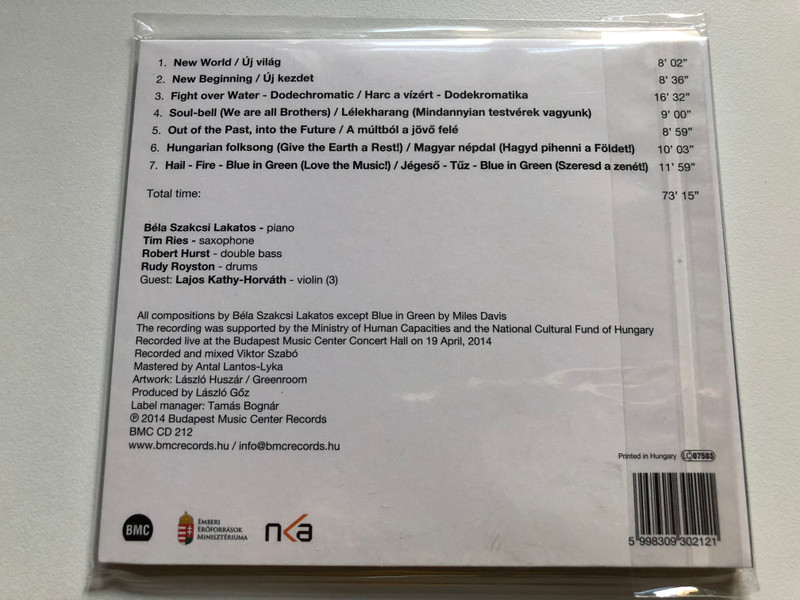 1. New World / Új világ 8' 02"
2. New Beginning / Új kezdet 8' 36"
3. Fight over Water - Dodechromatic / Harc a vízért - Dodekromatika 16' 32"
4. Soul-bell (We are all Brothers) / Lélekharang (Mindannyian testvérek vagyunk) 9' 00"
5. Out of the Past, into the Future / A múltból a jövő felé 8' 59"
6. Hungarian folksong (Give the Earth a Rest!) / Magyar népdal (Hagyd pihenni a Földet!) 10' 03"
7. Hail - Fire - Blue in Green (Love the Music!) / Jégeső - Tűz - Blue in Green (Szeresd a zenét!) 11' 59"
Total time: 73' 15"
Béla Szakcsi Lakatos - piano
Tim Ries - saxophone
Robert Hurst - double bass
Rudy Royston - drums
Guest: Lajos Kathy-Horváth - violin (3)
All compositions by Béla Szakcsi Lakatos except Blue in Green by Miles Davis
The recording was supported by the Ministry of Human Capacities and the National Cultural Fund of Hungary
Recorded live at the Budapest Music Center Concert Hall on 19 April, 2014
Recorded and mixed Viktor Szabó
Mastered by Antal Lantos-Lyka
Artwork: László Huszár / Greenroom
Produced by László Gőz
Label manager: Tamás Bognár
℗ 2014 Budapest Music Center Records
BMC CD 212
www.bmcrecords.hu / info@bmcrecords.hu
Printed in Hungary LC 07503
BMC
EMBERI
ERŐFORRÁSOK
MINISZTÉRIUMA
nka
5 998309 302121